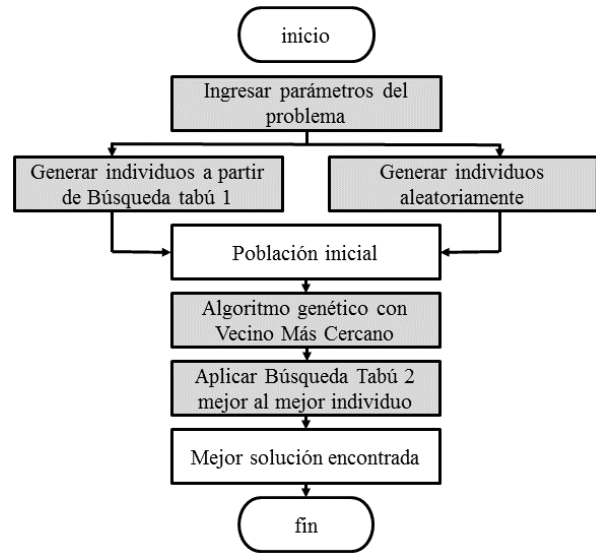 inicio
Ingresar parámetros del
problema
Generar individuos a partir
de Búsqueda tabú 1
Generar individuos
aleatoriamente
Población inicial
Algoritmo genético con
Vecino Más Cercano
Aplicar Búsqueda Tabú 2
mejor al mejor individuo
Mejor solución encontrada
fin